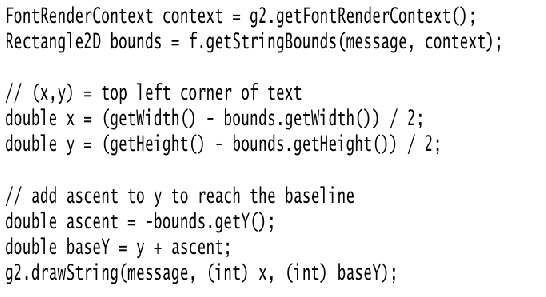 FontRenderContext context = g2.getFontRenderContext();
Rectangle2D bounds = f.getStringBounds(message, context);

// (x,y) = top left corner of text
double x = (getWidth() - bounds.getWidth()) / 2;
double y = (getHeight() - bounds.getHeight()) / 2;

// add ascent to y to reach the baseline
double ascent = -bounds.getY();
double baseY = y + ascent;
g2.drawString(message, (int) x, (int) baseY);